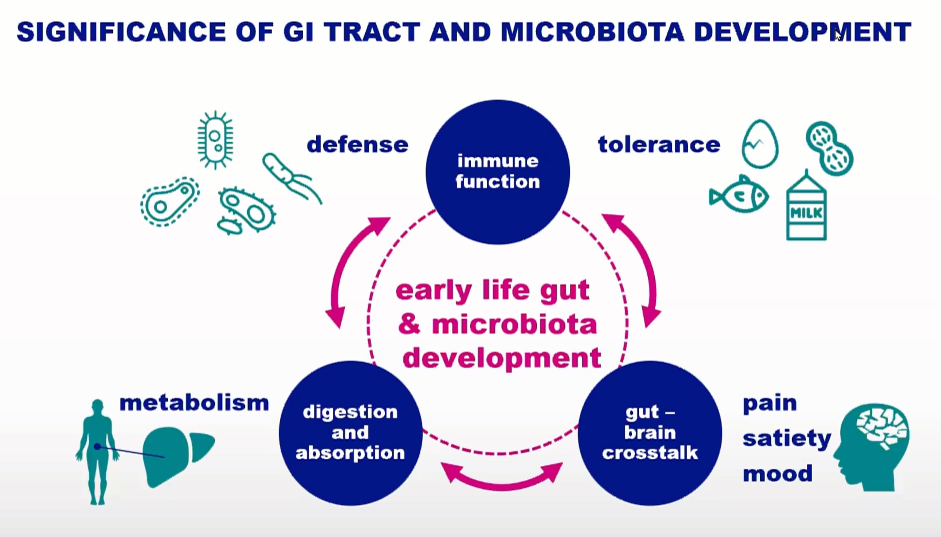 SIGNIFICANCE OF GI TRACT AND MICROBIOTA DEVELOPMENT
defense
immune
function
tolerance
MILK
early life gut
& microbiota
development
metabolism
digestion
and
absorption
gut –
brain
crosstalk
pain
satiety
mood